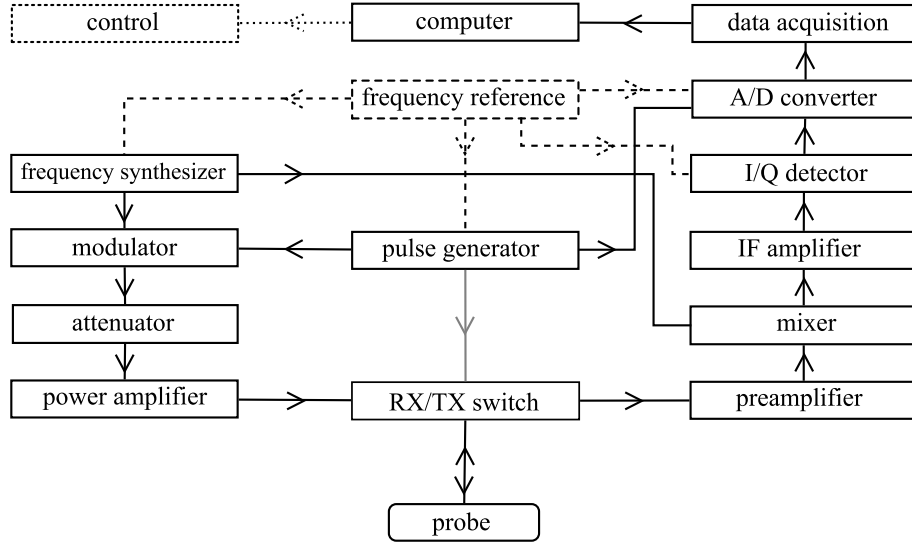 control
computer
data acquisition
frequency reference
A/D converter
frequency synthesizer
I/Q detector
modulator
pulse generator
IF amplifier
attenuator
mixer
power amplifier
RX/TX switch
preamplifier
probe